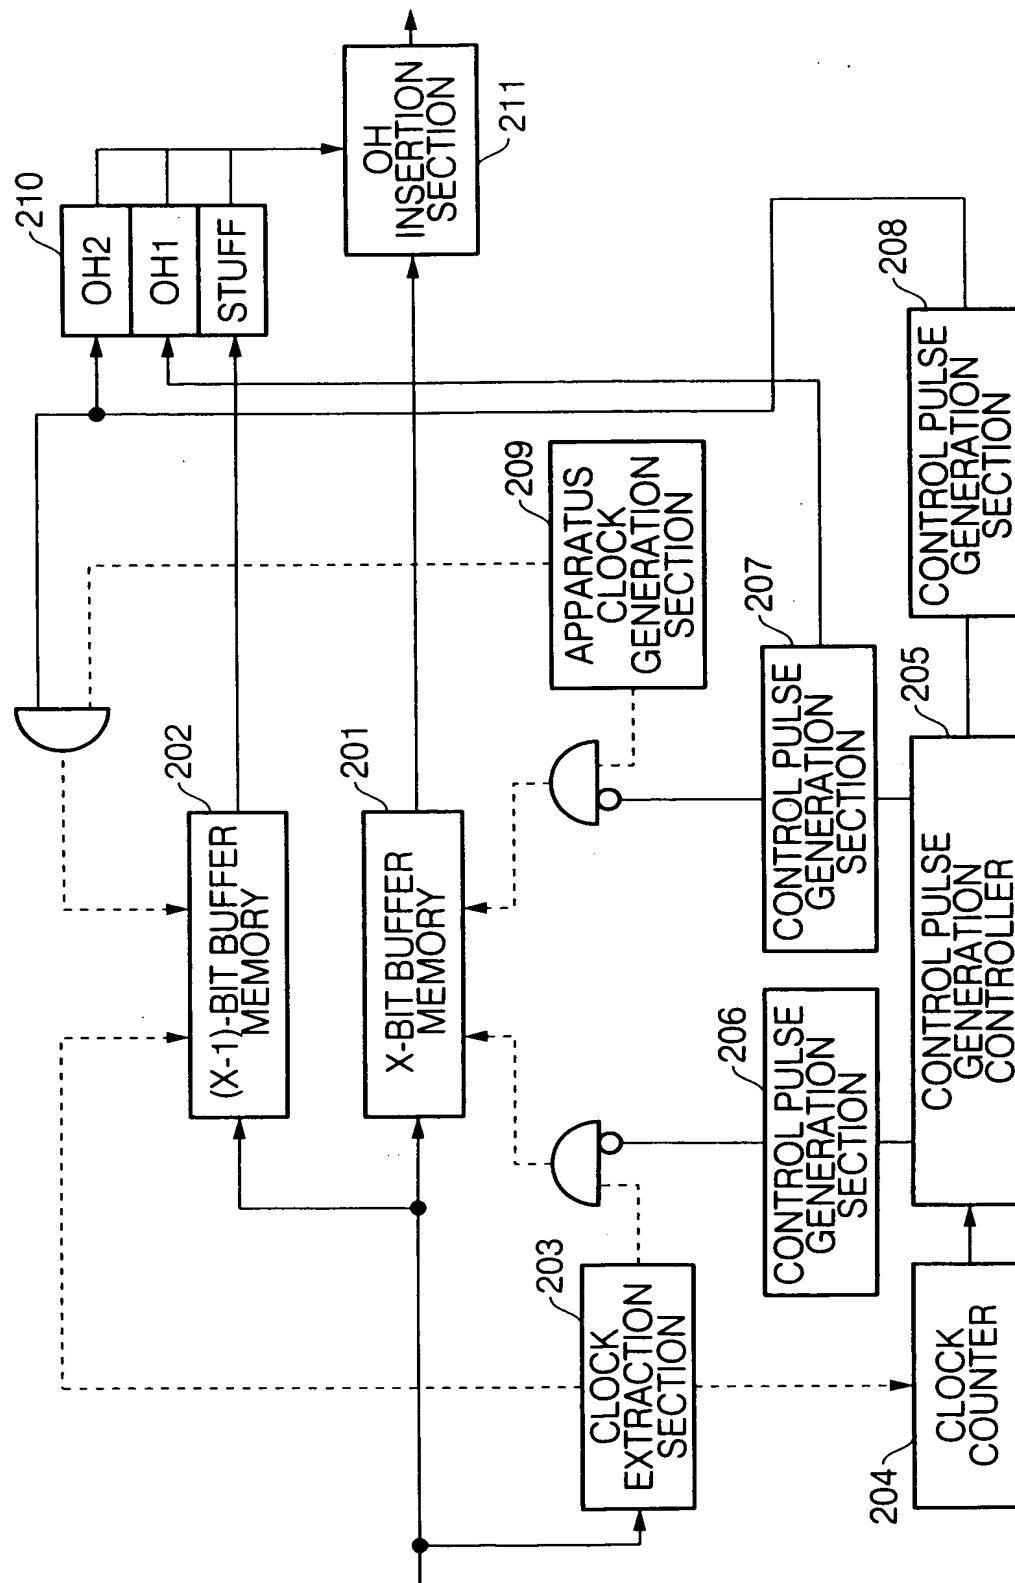 210
OH2
OH1
STUFF
OH
INSERTION
SECTION
211
202
(X-1)-BIT BUFFER
MEMORY
201
X-BIT BUFFER
MEMORY
209
APPARATUS
CLOCK
GENERATION
SECTION
203
CLOCK
EXTRACTION
SECTION
206
CONTROL PULSE
GENERATION
SECTION
207
CONTROL PULSE
GENERATION
SECTION
204
CLOCK
COUNTER
205
CONTROL PULSE
GENERATION
CONTROLLER
208
CONTROL PULSE
GENERATION
SECTION